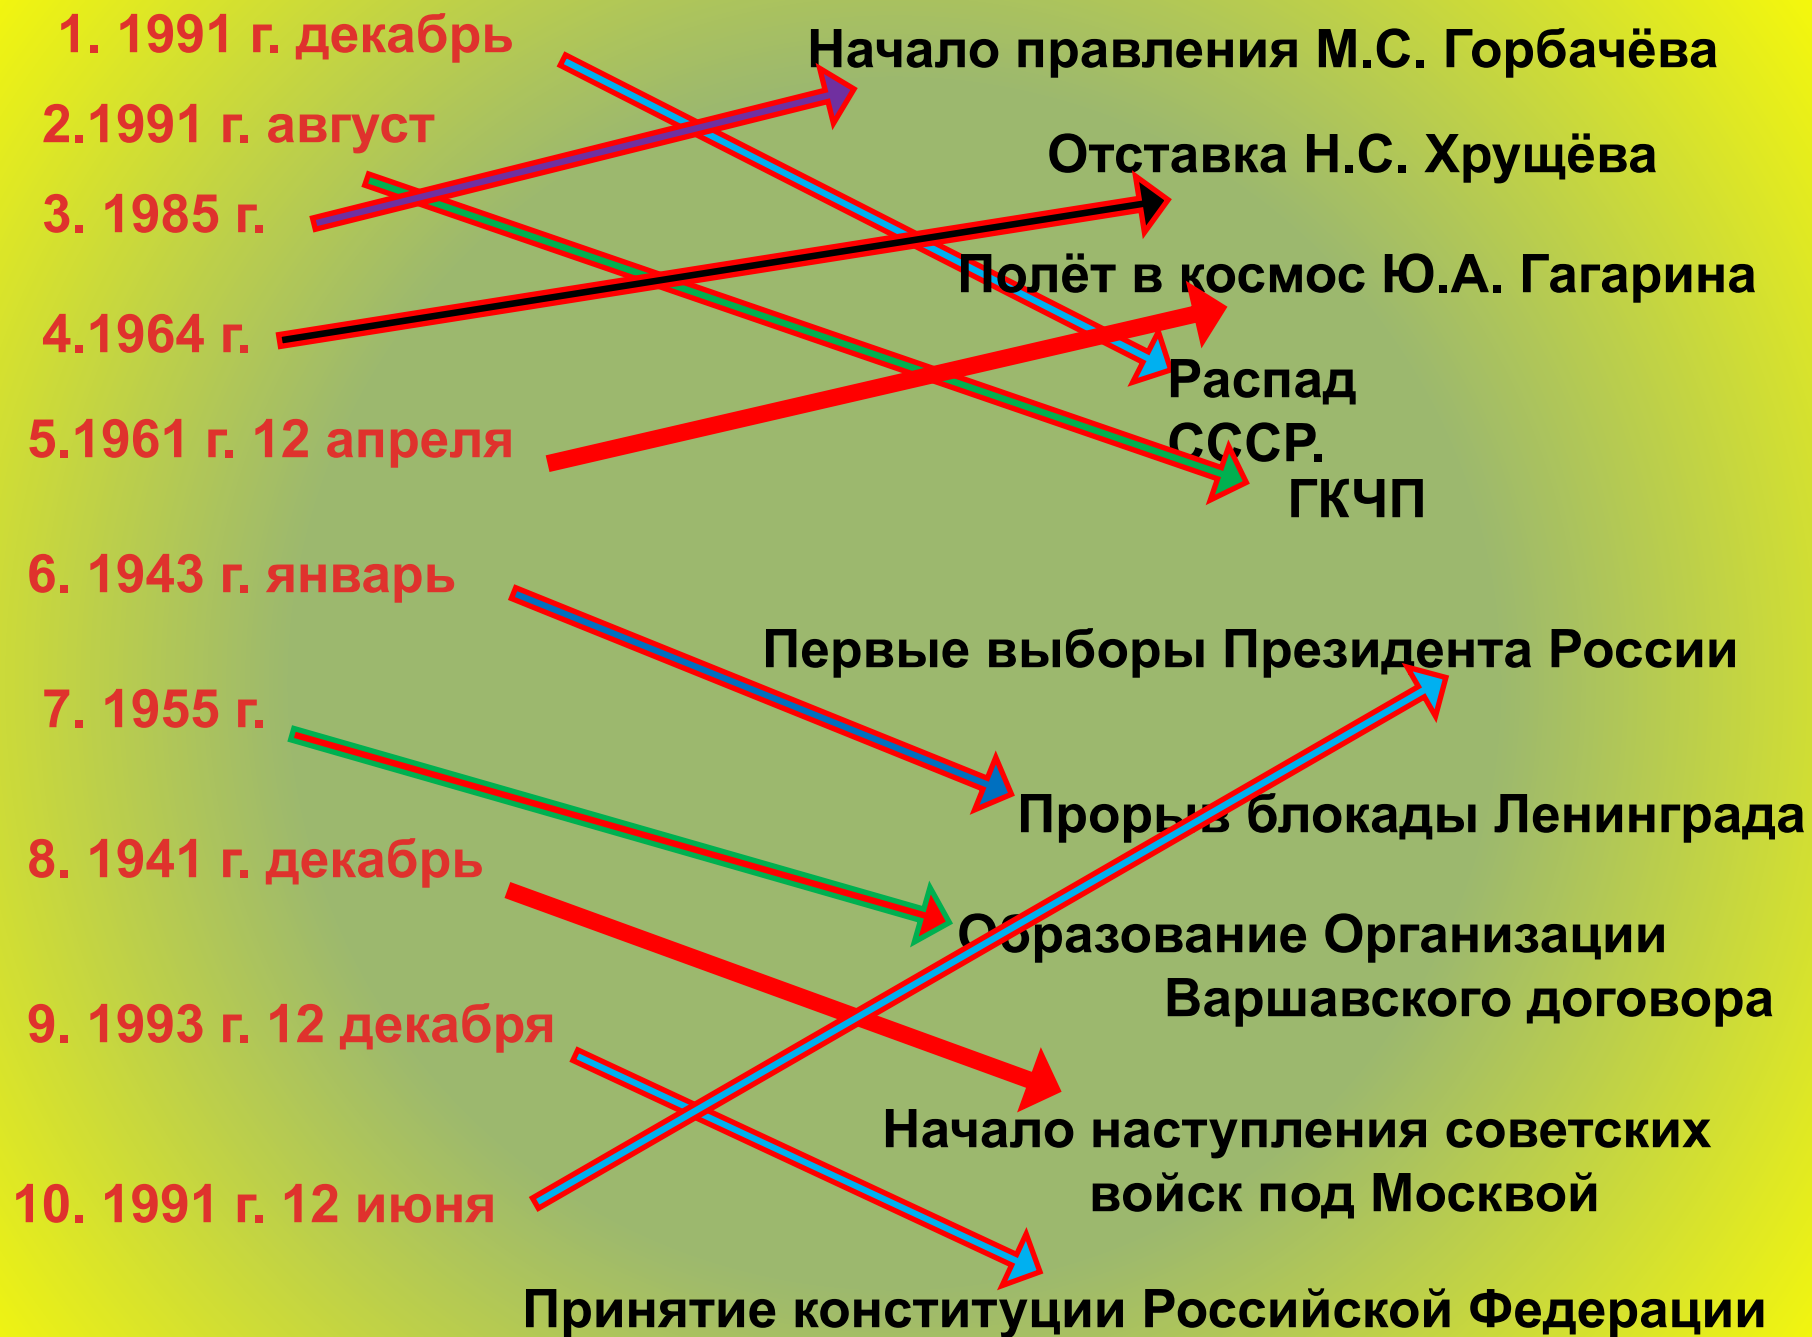 1. 1991 г. декабрь
2.1991 г. август
3. 1985 г.
4.1964 г.
5.1961 г. 12 апреля
6. 1943 г. январь
7. 1955 г.
8. 1941 г. декабрь
9. 1993 г. 12 декабря
10. 1991 г. 12 июня
Начало правления М.С. Горбачёва
Отставка Н.С. Хрущёва
Полёт в космос Ю.А. Гагарина
Распад
СССР.
ГКЧП
Первые выборы Президента России
Прорыв блокады Ленинграда
Образование Организации
Варшавского договора
Начало наступления советских
войск под Москвой
Принятие конституции Российской Федерации